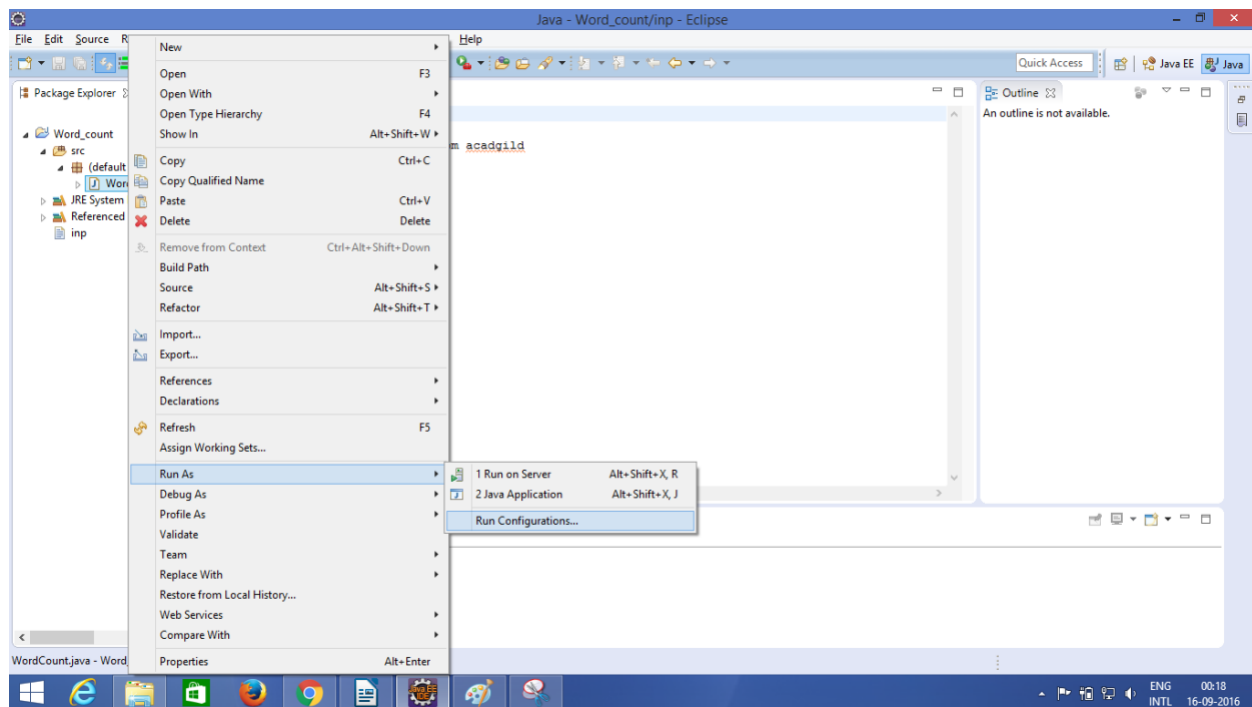 Java - Word_count/inp - Eclipse
File Edit Source R Help
Quick Access Java EE Java
Package Explorer
Word_count
src
(default
Word
JRE System
Referenced
inp
New
Open F3
Open With
Open Type Hierarchy F4
Show In Alt+Shift+W
Copy Ctrl+C
Copy Qualified Name
Paste Ctrl+V
Delete Delete
Remove from Context Ctrl+Alt+Shift+Down
Build Path
Source Alt+Shift+S
Refactor Alt+Shift+T
Import...
Export...
References
Declarations
Refresh F5
Assign Working Sets...
Run As
Debug As
Profile As
Validate
Team
Replace With
Restore from Local History...
Web Services
Compare With
Properties Alt+Enter
1 Run on Server Alt+Shift+X, R
2 Java Application Alt+Shift+X, J
Run Configurations...
m acadgild
Outline
An outline is not available.
WordCount.java - Word
Java EE IDE
ENG 00:18
INTL 16-09-2016